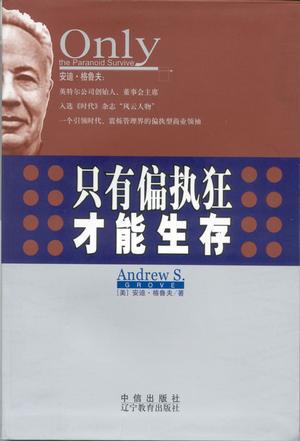 Only
the Paranoid Survive
安迪·格鲁夫:
英特尔公司创始人、董事会主席
入选《时代》杂志“风云人物”
一个引领时代、震烁管理界的偏执型商业领袖
只有偏执狂
才能生存
Andrew S.
GROVE
[美] 安迪·格鲁夫/著
中信出版社
辽宁教育出版社